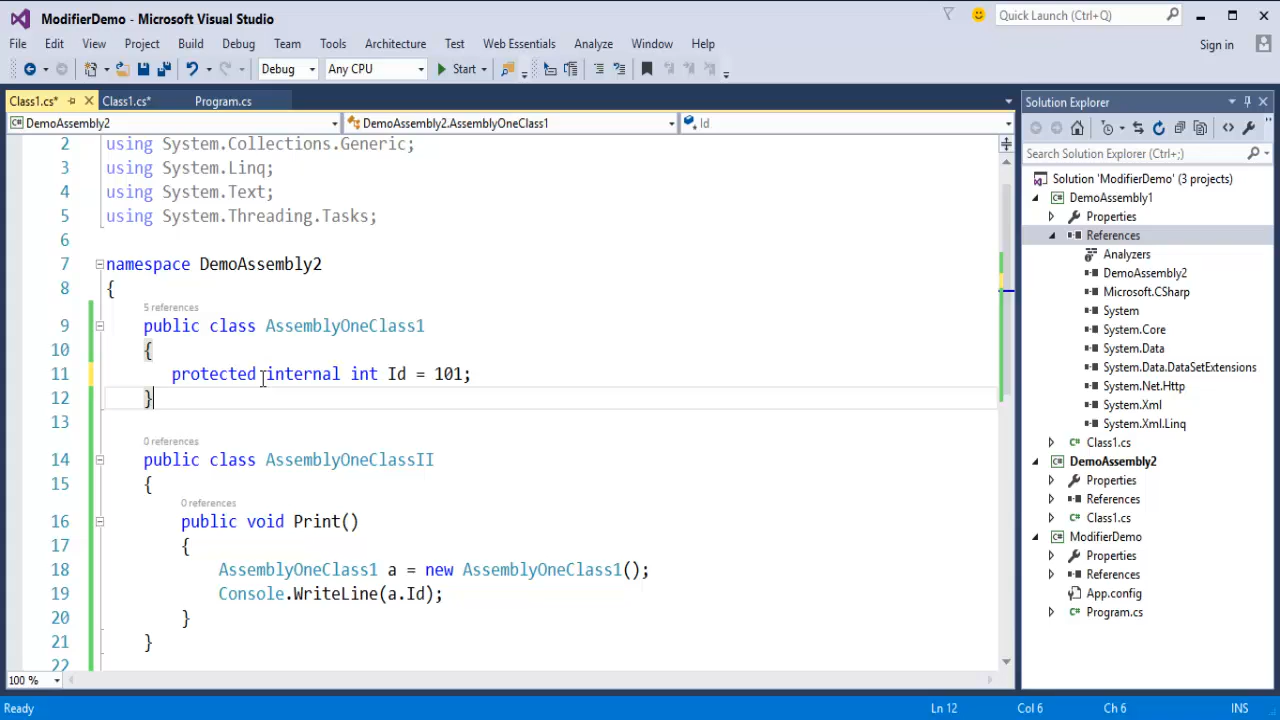 ModifierDemo - Microsoft Visual Studio
Quick Launch (Ctrl+Q)
File Edit View Project Build Debug Team Tools Architecture Test Web Essentials Analyze Window Help
Sign in
Debug Any CPU Start
Class1.cs* Class1.cs* Program.cs
DemoAssembly2 DemoAssembly2.AssemblyOneClass1 Id
2 using System.Collections.Generic;
3 using System.Linq;
4 using System.Text;
5 using System.Threading.Tasks;
6
7 namespace DemoAssembly2
8 {
5 references
9 public class AssemblyOneClass1
10 {
11 protected internal int Id = 101;
12 }
13
0 references
14 public class AssemblyOneClassII
15 {
0 references
16 public void Print()
17 {
18 AssemblyOneClass1 a = new AssemblyOneClass1();
19 Console.WriteLine(a.Id);
20 }
21 }
22
100 %
Solution Explorer
Search Solution Explorer (Ctrl+;)
Solution 'ModifierDemo' (3 projects)
DemoAssembly1
Properties
References
Analyzers
DemoAssembly2
Microsoft.CSharp
System
System.Core
System.Data
System.Data.DataSetExtensions
System.Net.Http
System.Xml
System.Xml.Linq
Class1.cs
DemoAssembly2
Properties
References
Class1.cs
ModifierDemo
Properties
References
App.config
Program.cs
Ready Ln 12 Col 6 Ch 6 INS